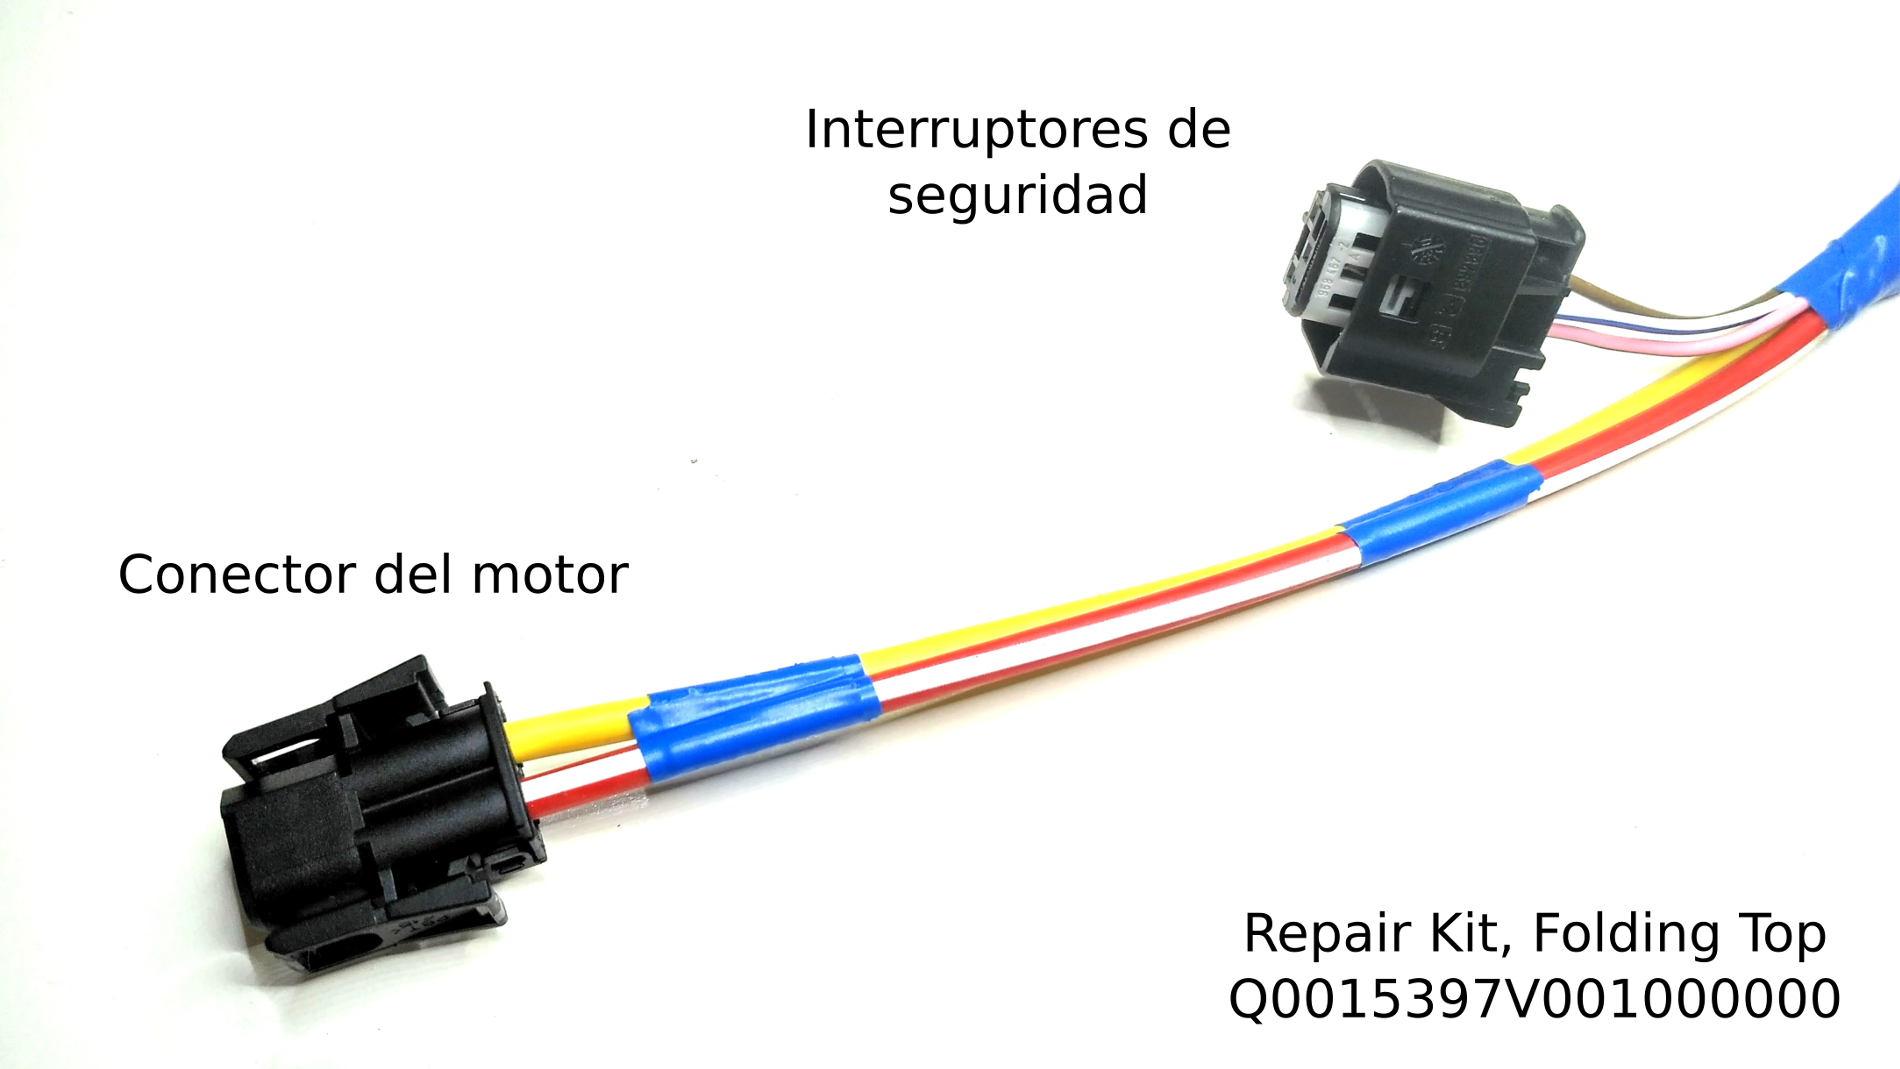 Interruptores de
seguridad
Conector del motor
Repair Kit, Folding Top
Q0015397V001000000